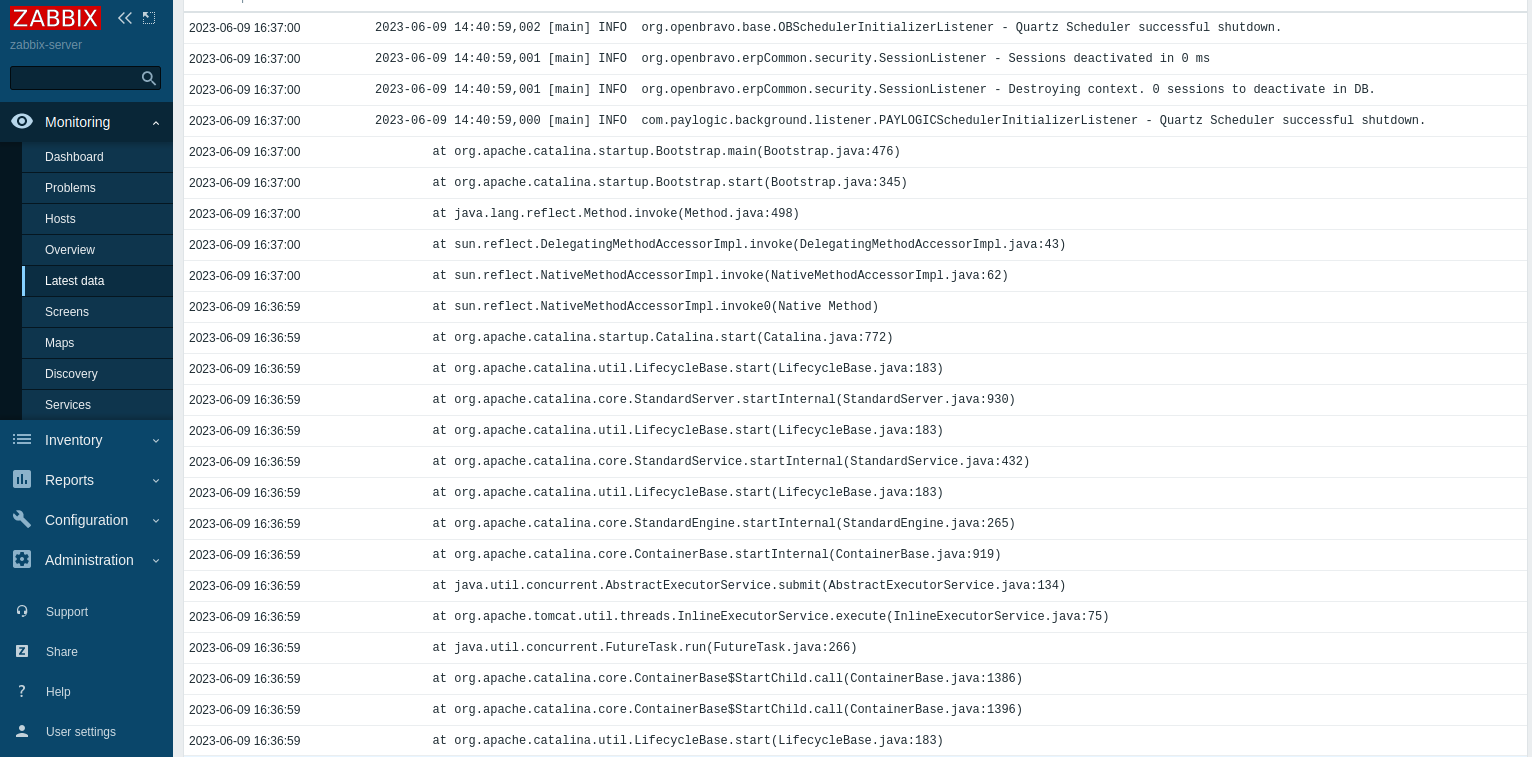 ZABBIX
zabbix-server
Monitoring
Dashboard
Problems
Hosts
Overview
Latest data
Screens
Maps
Discovery
Services
Inventory
Reports
Configuration
Administration
Support
Share
Help
User settings
2023-06-09 16:37:00 2023-06-09 14:40:59,002 [main] INFO  org.openbravo.base.OBSchedulerInitializerListener - Quartz Scheduler successful shutdown.
2023-06-09 16:37:00 2023-06-09 14:40:59,001 [main] INFO  org.openbravo.erpCommon.security.SessionListener - Sessions deactivated in 0 ms
2023-06-09 16:37:00 2023-06-09 14:40:59,001 [main] INFO  org.openbravo.erpCommon.security.SessionListener - Destroying context. 0 sessions to deactivate in DB.
2023-06-09 16:37:00 2023-06-09 14:40:59,000 [main] INFO  com.paylogic.background.listener.PAYLOGICSchedulerInitializerListener - Quartz Scheduler successful shutdown.
2023-06-09 16:37:00 at org.apache.catalina.startup.Bootstrap.main(Bootstrap.java:476)
2023-06-09 16:37:00 at org.apache.catalina.startup.Bootstrap.start(Bootstrap.java:345)
2023-06-09 16:37:00 at java.lang.reflect.Method.invoke(Method.java:498)
2023-06-09 16:37:00 at sun.reflect.DelegatingMethodAccessorImpl.invoke(DelegatingMethodAccessorImpl.java:43)
2023-06-09 16:37:00 at sun.reflect.NativeMethodAccessorImpl.invoke(NativeMethodAccessorImpl.java:62)
2023-06-09 16:36:59 at sun.reflect.NativeMethodAccessorImpl.invoke0(Native Method)
2023-06-09 16:36:59 at org.apache.catalina.startup.Catalina.start(Catalina.java:772)
2023-06-09 16:36:59 at org.apache.catalina.util.LifecycleBase.start(LifecycleBase.java:183)
2023-06-09 16:36:59 at org.apache.catalina.core.StandardServer.startInternal(StandardServer.java:930)
2023-06-09 16:36:59 at org.apache.catalina.util.LifecycleBase.start(LifecycleBase.java:183)
2023-06-09 16:36:59 at org.apache.catalina.core.StandardService.startInternal(StandardService.java:432)
2023-06-09 16:36:59 at org.apache.catalina.util.LifecycleBase.start(LifecycleBase.java:183)
2023-06-09 16:36:59 at org.apache.catalina.core.StandardEngine.startInternal(StandardEngine.java:265)
2023-06-09 16:36:59 at org.apache.catalina.core.ContainerBase.startInternal(ContainerBase.java:919)
2023-06-09 16:36:59 at java.util.concurrent.AbstractExecutorService.submit(AbstractExecutorService.java:134)
2023-06-09 16:36:59 at org.apache.tomcat.util.threads.InlineExecutorService.execute(InlineExecutorService.java:75)
2023-06-09 16:36:59 at java.util.concurrent.FutureTask.run(FutureTask.java:266)
2023-06-09 16:36:59 at org.apache.catalina.core.ContainerBase$StartChild.call(ContainerBase.java:1386)
2023-06-09 16:36:59 at org.apache.catalina.core.ContainerBase$StartChild.call(ContainerBase.java:1396)
2023-06-09 16:36:59 at org.apache.catalina.util.LifecycleBase.start(LifecycleBase.java:183)